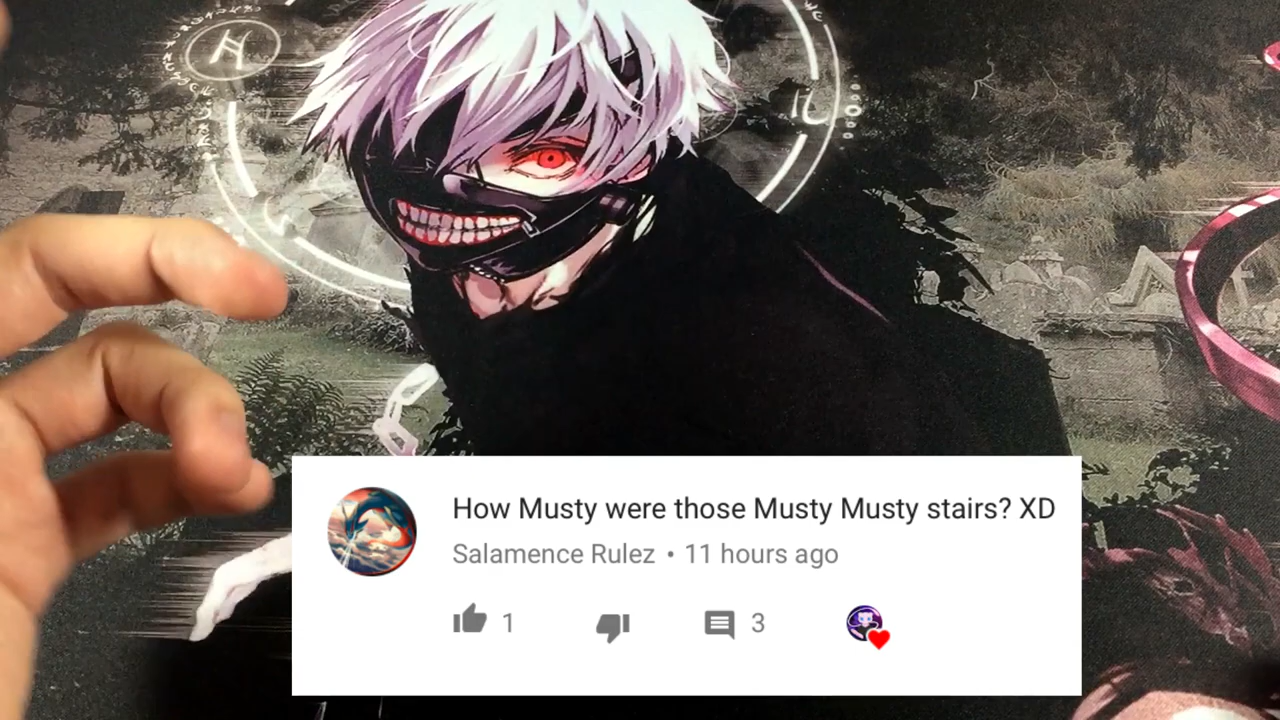 How Musty were those Musty Musty stairs? XD
Salamence Rulez • 11 hours ago
1
3